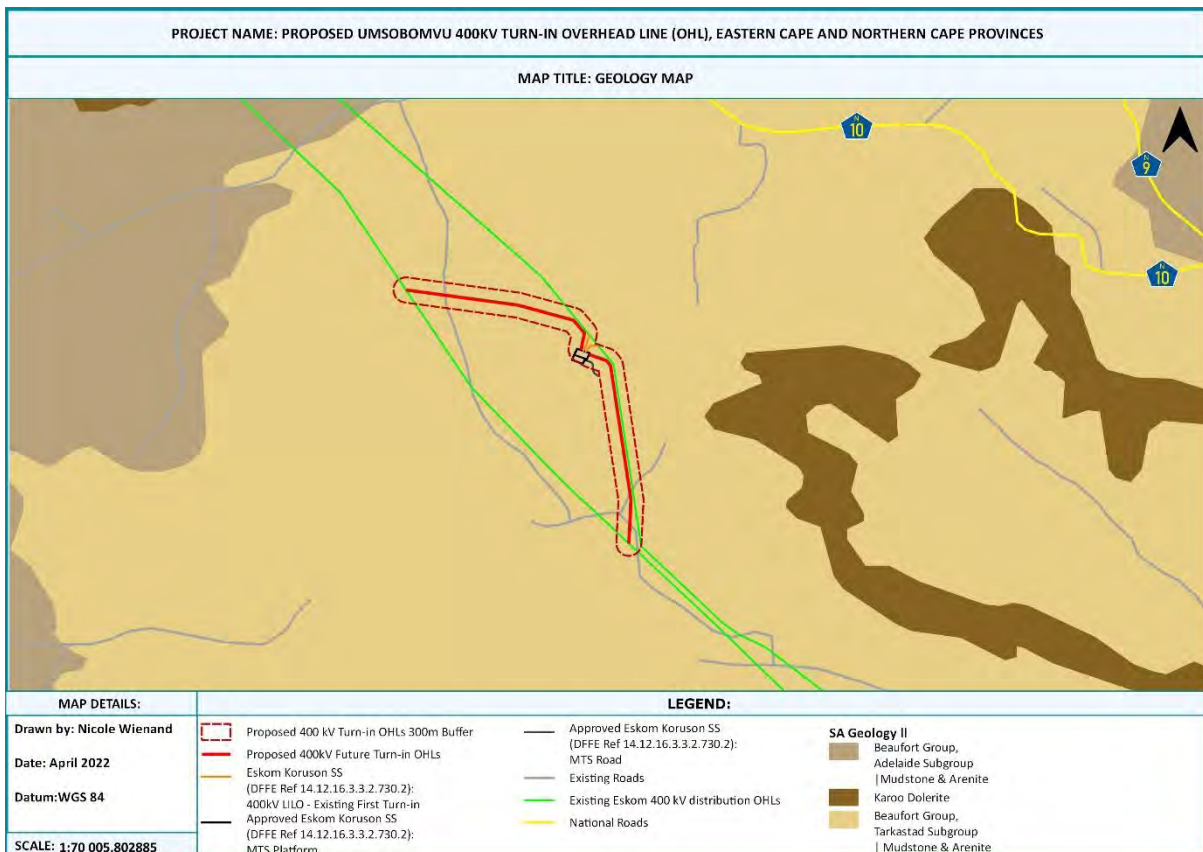 PROJECT NAME: PROPOSED UMSOBOMVU 400KV TURN-IN OVERHEAD LINE (OHL), EASTERN CAPE AND NORTHERN CAPE PROVINCES
MAP TITLE: GEOLOGY MAP
N
10
N
9
N
10
MAP DETAILS:
Drawn by: Nicole Wienand
Date: April 2022
Datum:WGS 84
SCALE: 1:70 005.802885
LEGEND:
Proposed 400 kV Turn-in OHLs 300m Buffer
Proposed 400kV Future Turn-in OHLs
Eskom Koruson SS
(DFFE Ref 14.12.16.3.3.2.730.2):
400kV LILO - Existing First Turn-in
Approved Eskom Koruson SS
(DFFE Ref 14.12.16.3.3.2.730.2):
MTS Platform
Approved Eskom Koruson SS
(DFFE Ref 14.12.16.3.3.2.730.2):
MTS Road
Existing Roads
Existing Eskom 400 kV distribution OHLs
National Roads
SA Geology II
Beaufort Group,
Adelaide Subgroup
|Mudstone & Arenite
Karoo Dolerite
Beaufort Group,
Tarkastad Subgroup
| Mudstone & Arenite